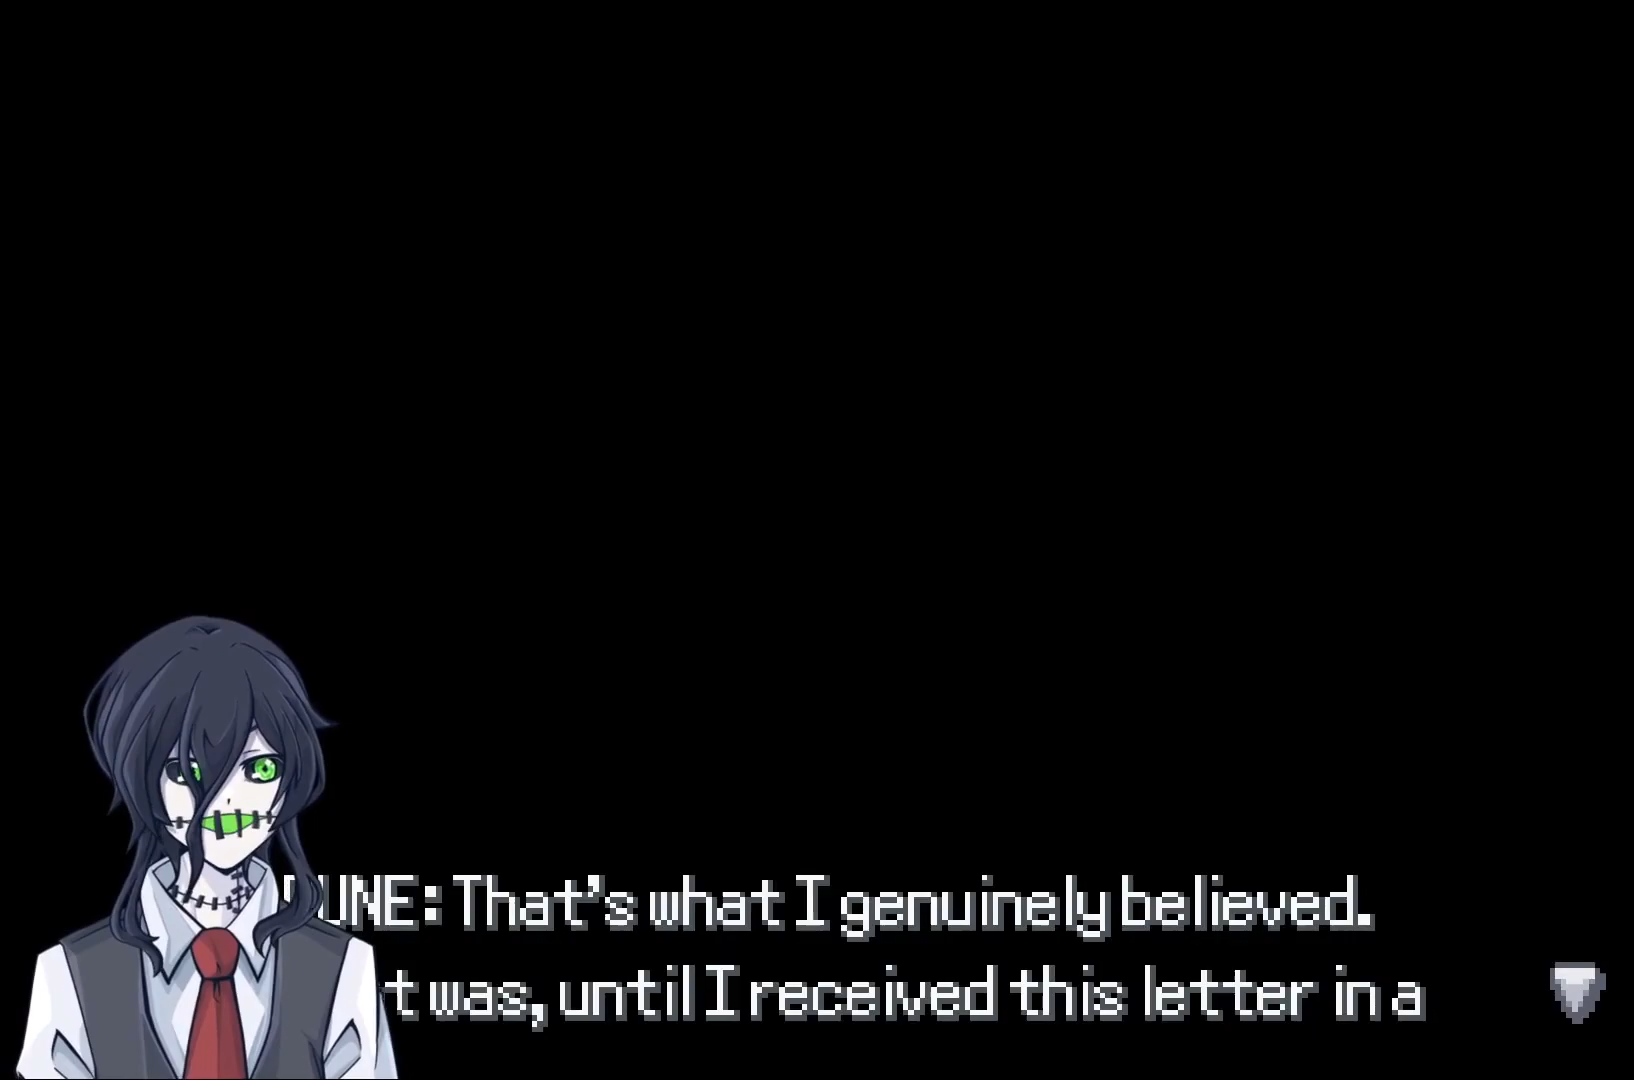 UNE: That's what I genuinely believed.
t was, until I received this letter in a